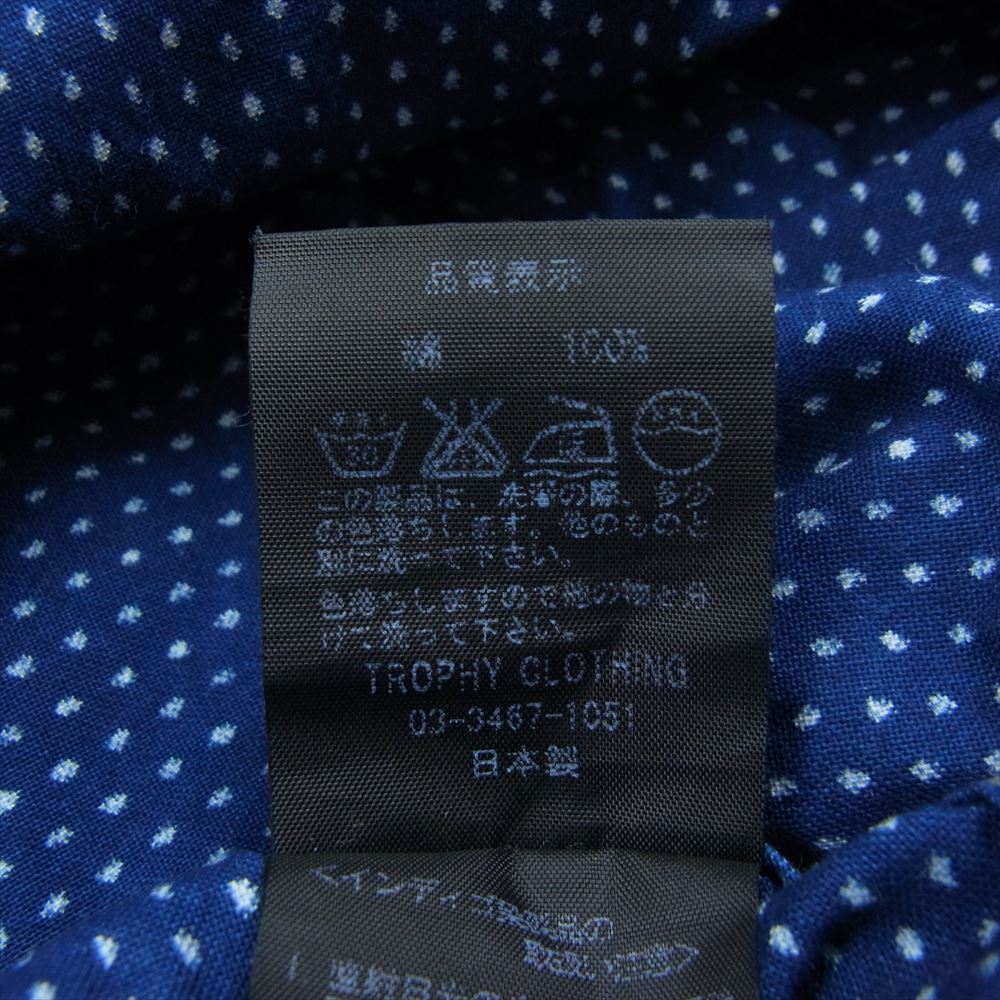 品質表示
綿 100%
この製品は、洗濯の際、多少
の色落ちします。他のものと
別に洗って下さい。
色落ちしますので他の物と分
けて洗って下さい。
TROPHY CLOTHING
03-3467-1051
日本製